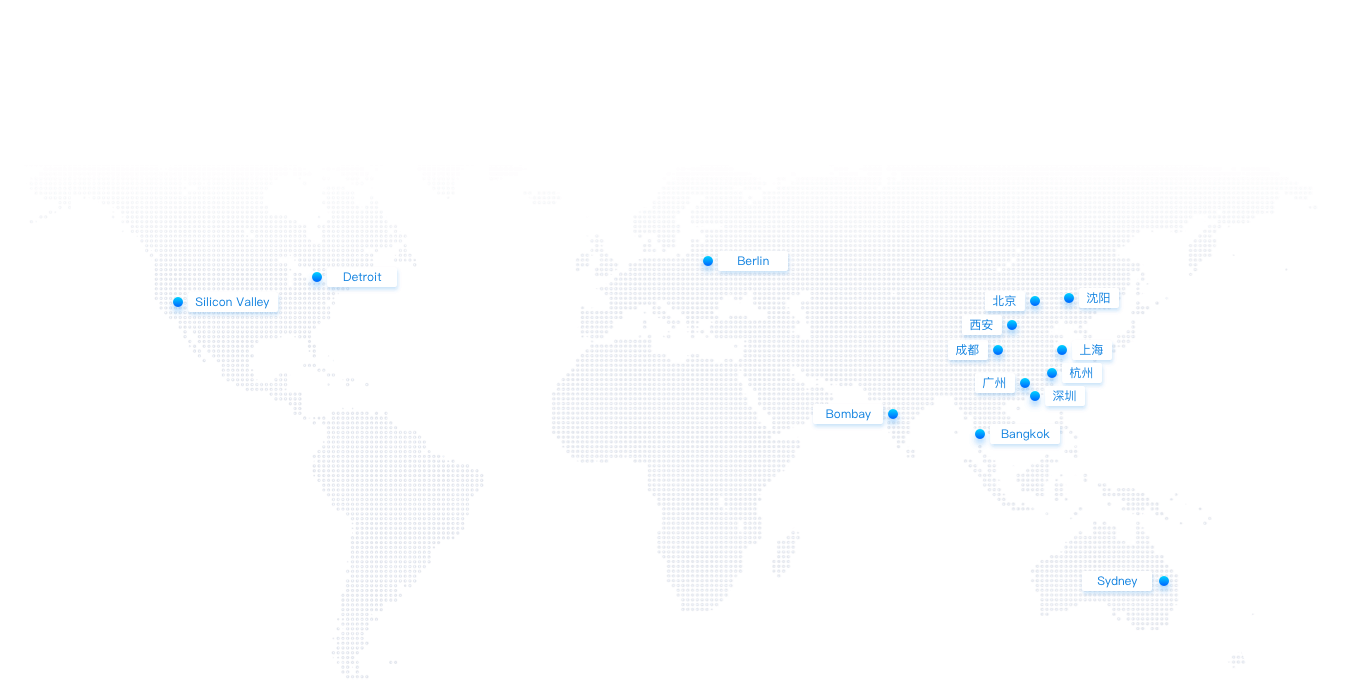 Berlin
Detroit
Silicon Valley
北京
沈阳
西安
成都
上海
杭州
广州
深圳
Bombay
Bangkok
Sydney